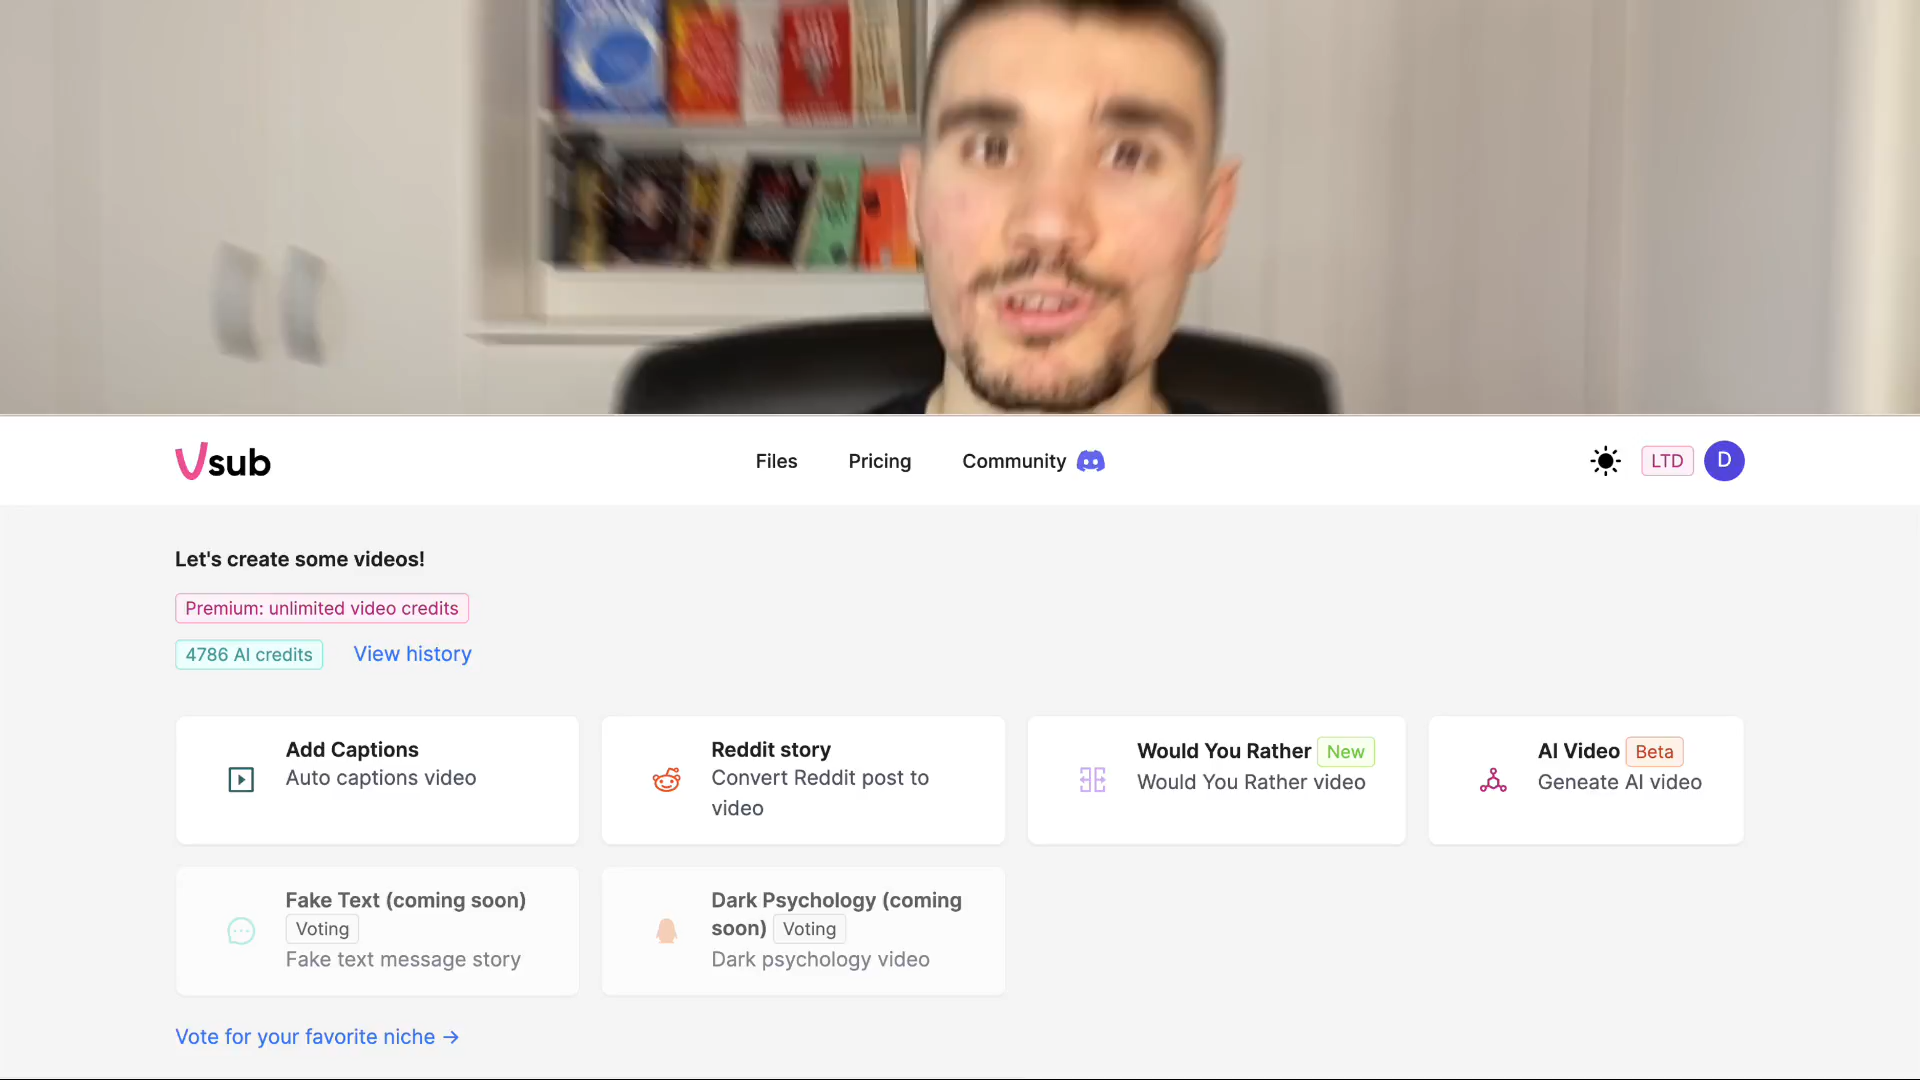 Vsub
Files
Pricing
Community
LTD
D
Let's create some videos!
Premium: unlimited video credits
4786 AI credits
View history
Add Captions
Auto captions video
Reddit story
Convert Reddit post to
video
Would You Rather New
Would You Rather video
AI Video Beta
Geneate AI video
Fake Text (coming soon)
Voting
Fake text message story
Dark Psychology (coming
soon) Voting
Dark psychology video
Vote for your favorite niche →